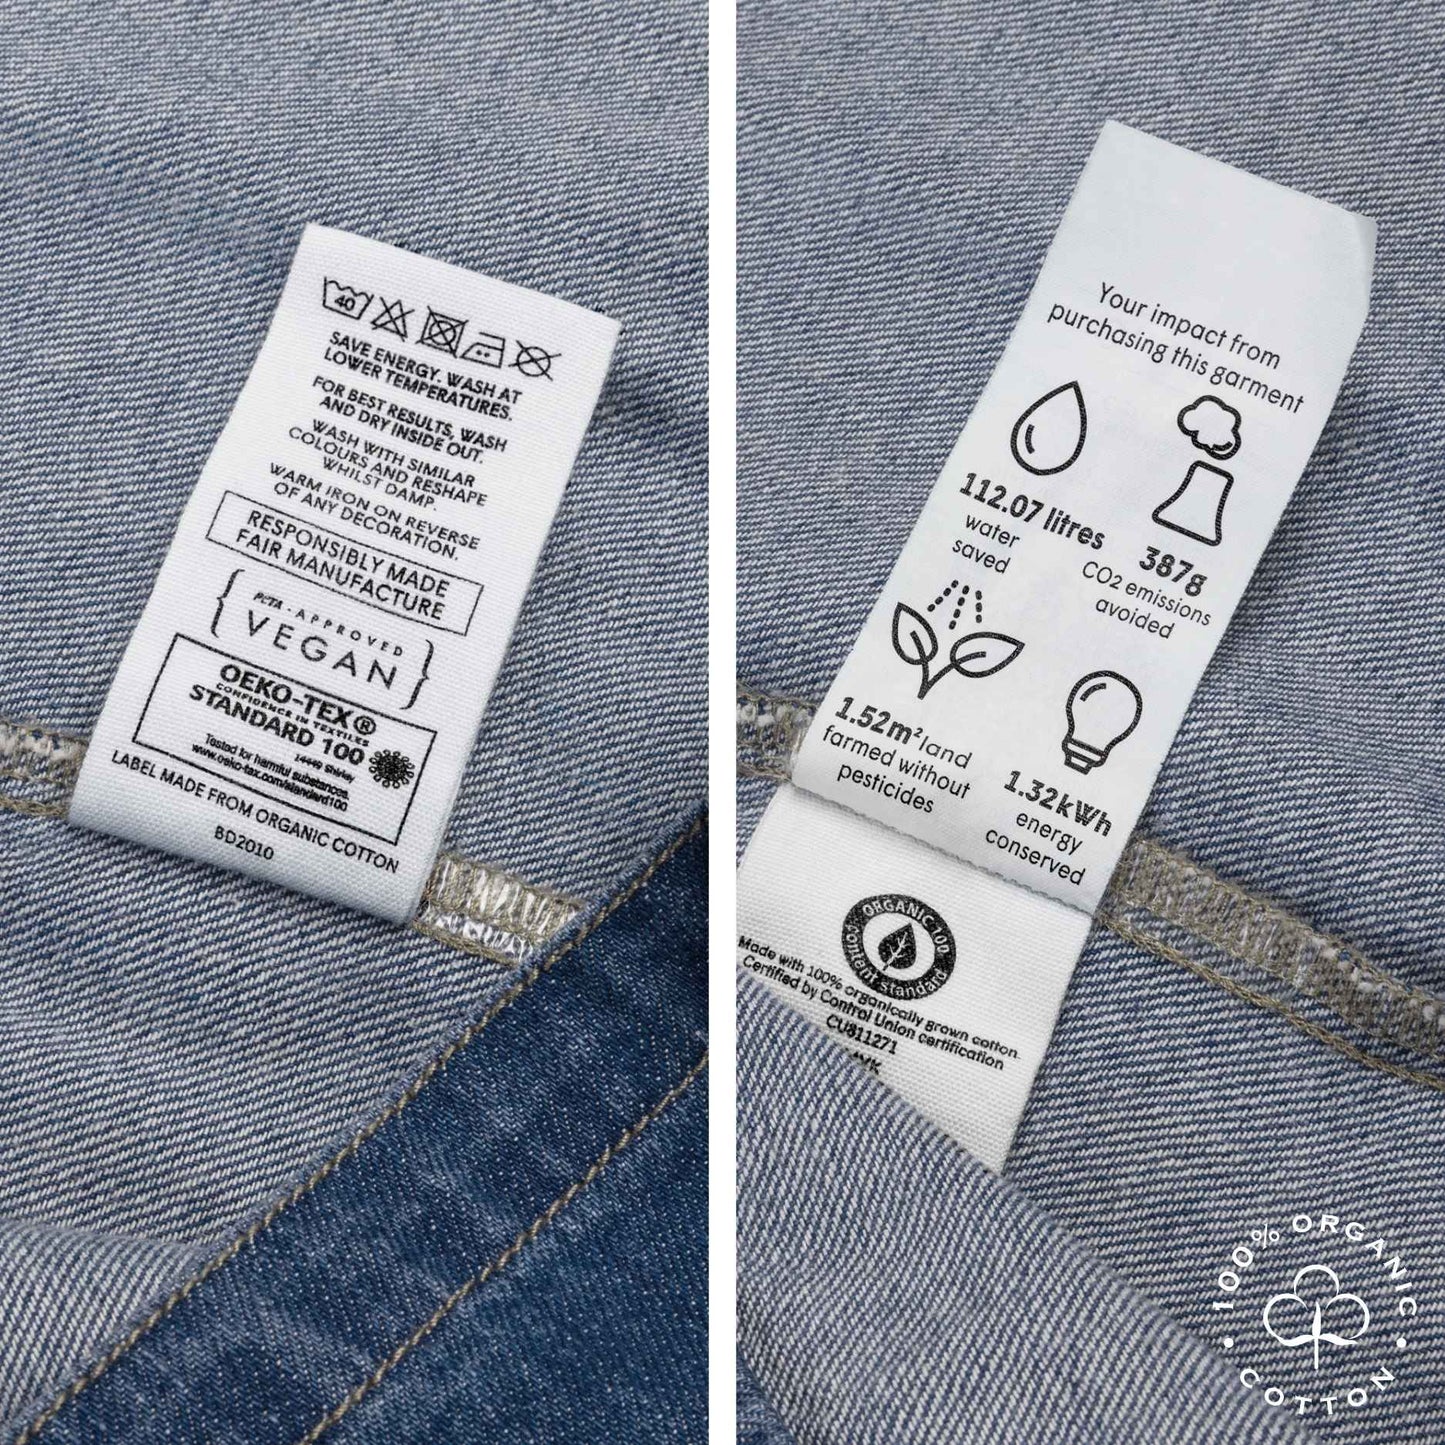 40
SAVE ENERGY. WASH AT
LOWER TEMPERATURES.
FOR BEST RESULTS, WASH
AND DRY INSIDE OUT.
WASH WITH SIMILAR
COLOURS AND RESHAPE
WHILST DAMP.
WARM IRON ON REVERSE
OF ANY DECORATION.
RESPONSIBLY MADE
FAIR MANUFACTURE
PETA - APPROVED
VEGAN
OEKO-TEX®
CONFIDENCE IN TEXTILES
STANDARD 100
14440 Shirley
Tested for harmful substances.
www.oeko-tex.com/standard100
LABEL MADE FROM ORGANIC COTTON
BD2010
Your impact from
purchasing this garment
112.07 litres
water
saved
387g
CO2 emissions
avoided
1.52m² land
farmed without
pesticides
1.32kWh
energy
conserved
ORGANIC 100
content standard
Made with 100% organically grown cotton.
Certified by Control Union certification
CU811271
100% ORGANIC
COTTON